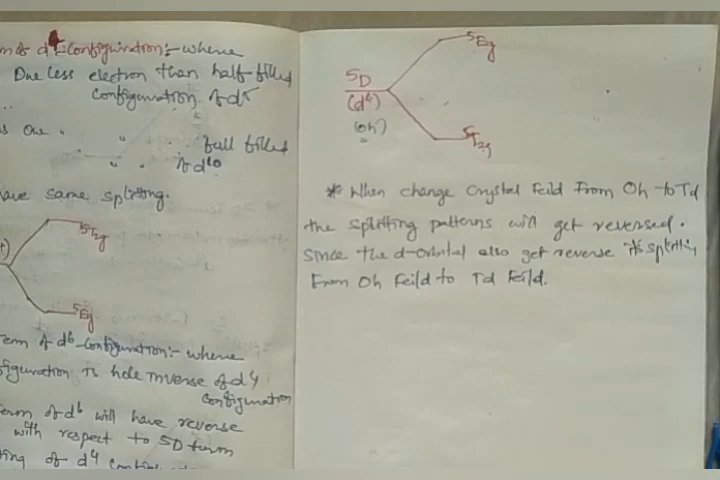 m of d4-configuration:- where
One less electron than half-filled
configuration of d5
s one " " full filled
" " of d10
ave same splitting.
5T2g
5Eg
Term of d6-configuration:- where
figuration is hole inverse of d4
configuration
erm of d6 will have reverse
with respect to 5D term
ting of d4
5Eg
5D
(d6)
(Oh)
5T2g
* When change Crystal Feild From Oh to Td
the splitting patterns will get reversed.
Since the d-Orbital also get reverse its splitting
From Oh Feild to Td Feild.